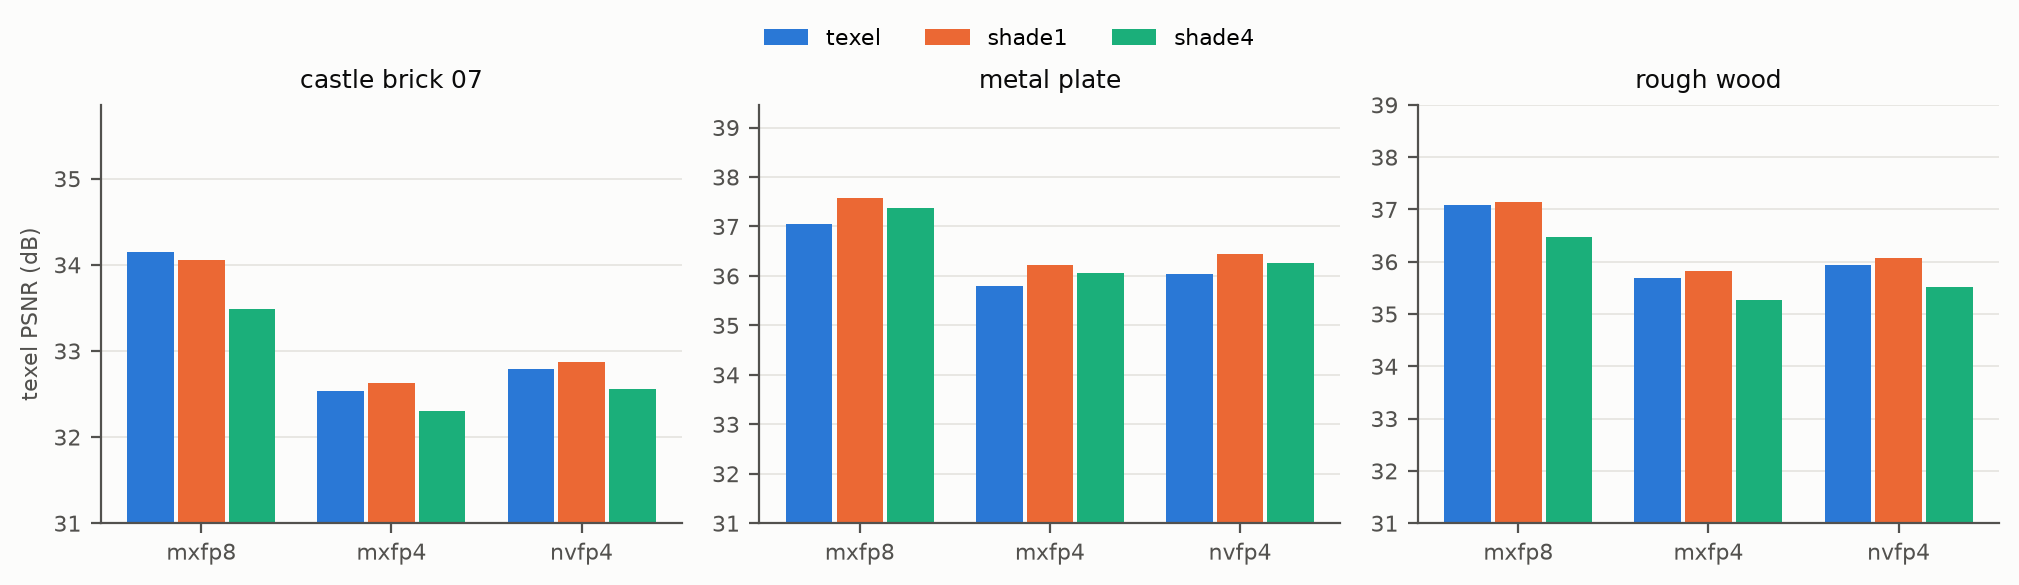 texel shade1 shade4
castle brick 07
texel PSNR (dB)
35
34
33
32
31
mxfp8 mxfp4 nvfp4
metal plate
39
38
37
36
35
34
33
32
31
mxfp8 mxfp4 nvfp4
rough wood
39
38
37
36
35
34
33
32
31
mxfp8 mxfp4 nvfp4